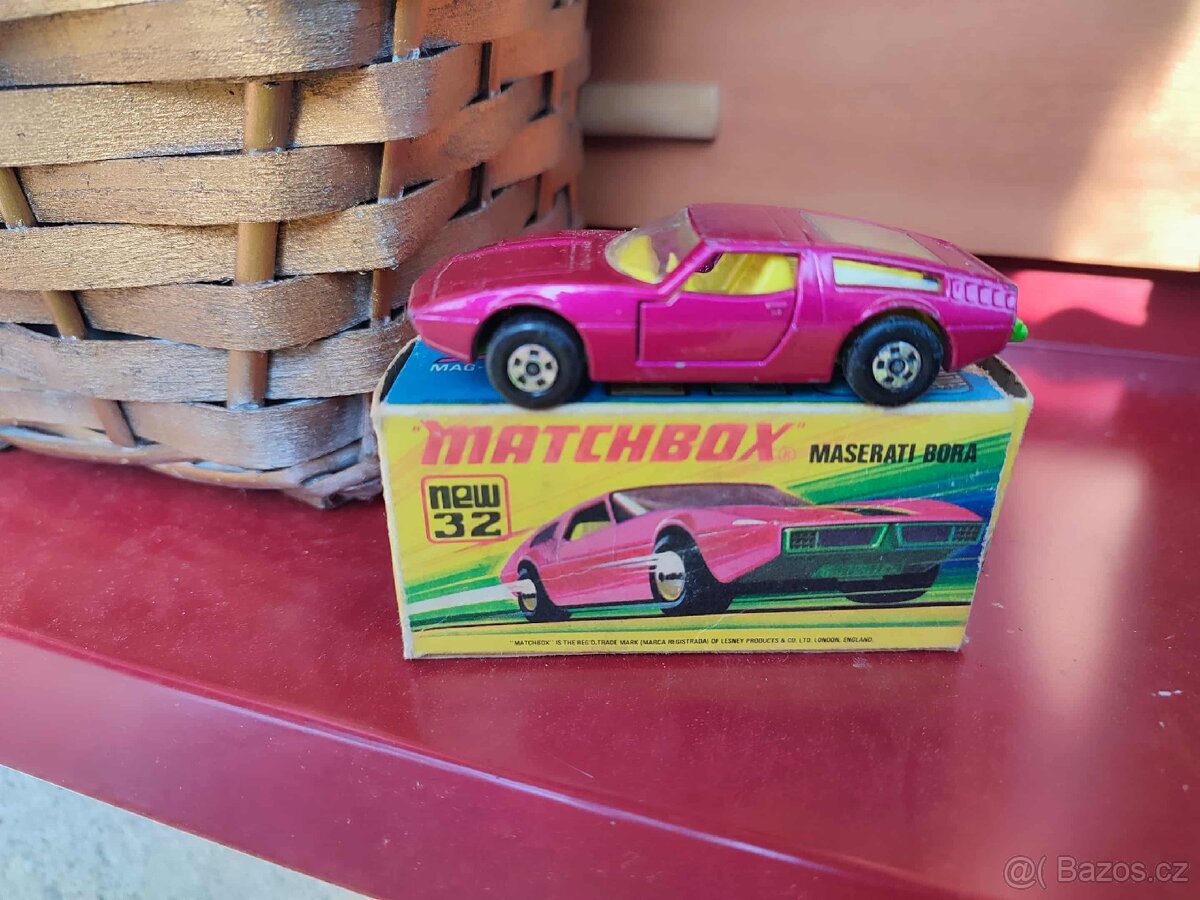 MAG-
"MATCHBOX"® MASERATI BORA
new
32
"MATCHBOX" IS THE REG'D. TRADE MARK (MARCA REGISTRADA) OF LESNEY PRODUCTS & CO. LTD. LONDON, ENGLAND.
@( Bazos.cz